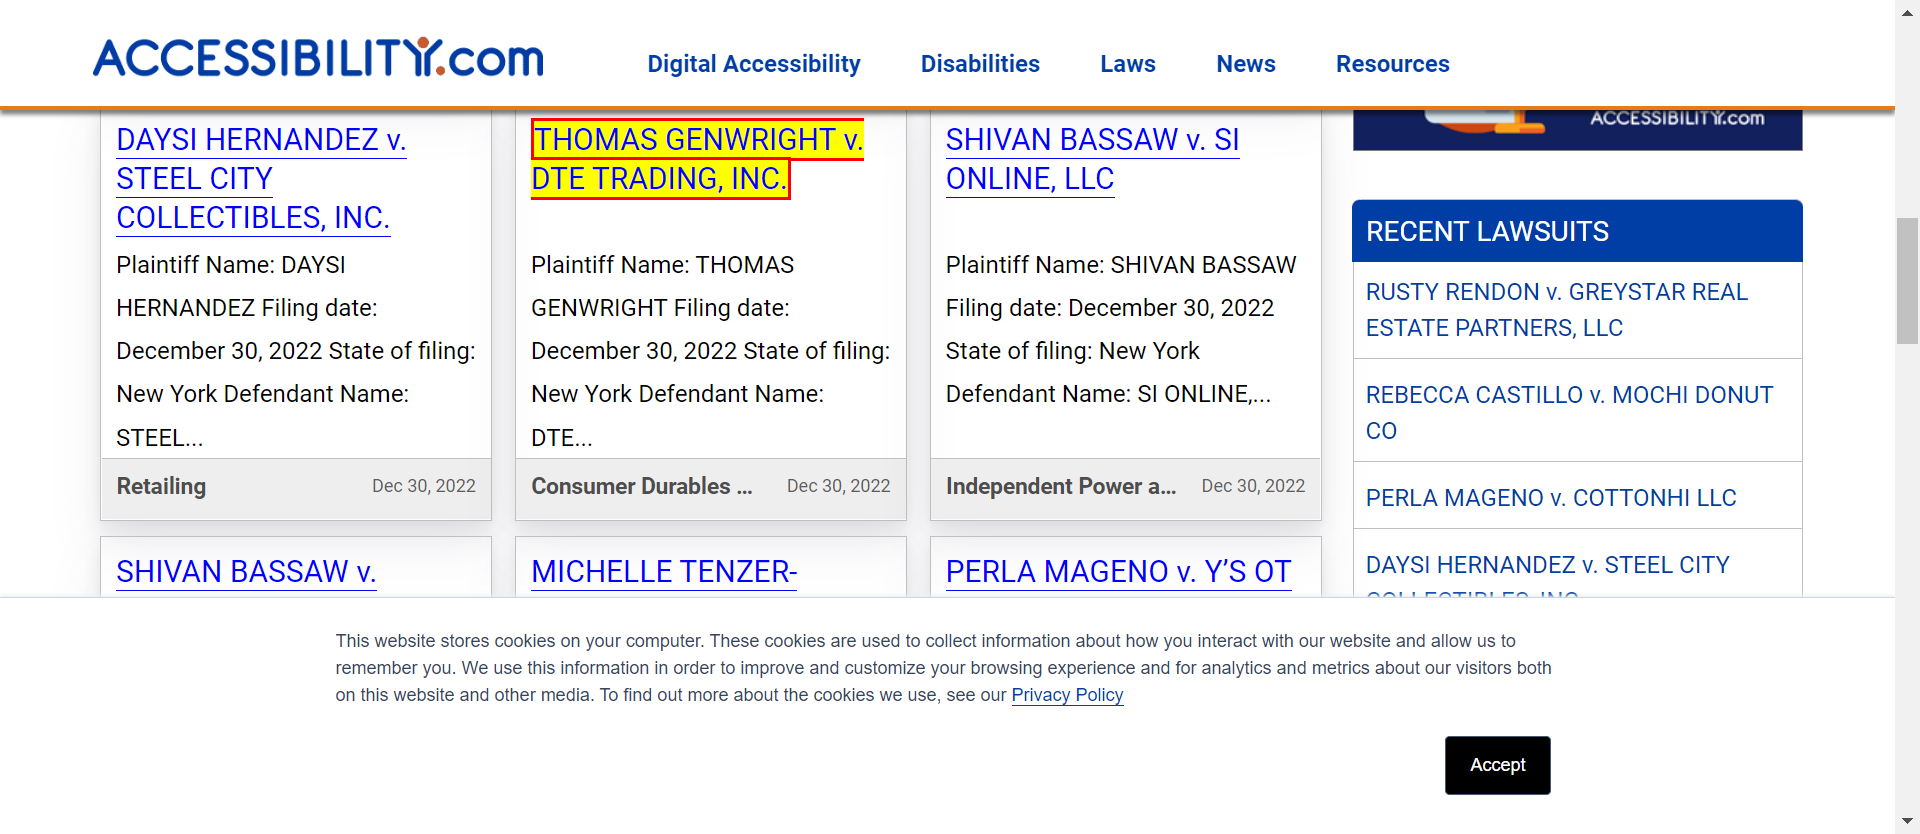 ACCESSIBILITY.com
Digital Accessibility
Disabilities
Laws
News
Resources
DAYSI HERNANDEZ v.
STEEL CITY
COLLECTIBLES, INC.
Plaintiff Name: DAYSI
HERNANDEZ Filing date:
December 30, 2022 State of filing:
New York Defendant Name:
STEEL...
Retailing
Dec 30, 2022
THOMAS GENWRIGHT v.
DTE TRADING, INC.
Plaintiff Name: THOMAS
GENWRIGHT Filing date:
December 30, 2022 State of filing:
New York Defendant Name:
DTE...
Consumer Durables ...
Dec 30, 2022
SHIVAN BASSAW v. SI
ONLINE, LLC
Plaintiff Name: SHIVAN BASSAW
Filing date: December 30, 2022
State of filing: New York
Defendant Name: SI ONLINE,...
Independent Power a...
Dec 30, 2022
SHIVAN BASSAW v.
MICHELLE TENZER-
PERLA MAGENO v. Y’S OT
ACCESSIBILITY.com
RECENT LAWSUITS
RUSTY RENDON v. GREYSTAR REAL
ESTATE PARTNERS, LLC
REBECCA CASTILLO v. MOCHI DONUT
CO
PERLA MAGENO v. COTTONHI LLC
DAYSI HERNANDEZ v. STEEL CITY
COLLECTIBLES, INC.
This website stores cookies on your computer. These cookies are used to collect information about how you interact with our website and allow us to
remember you. We use this information in order to improve and customize your browsing experience and for analytics and metrics about our visitors both
on this website and other media. To find out more about the cookies we use, see our Privacy Policy
Accept